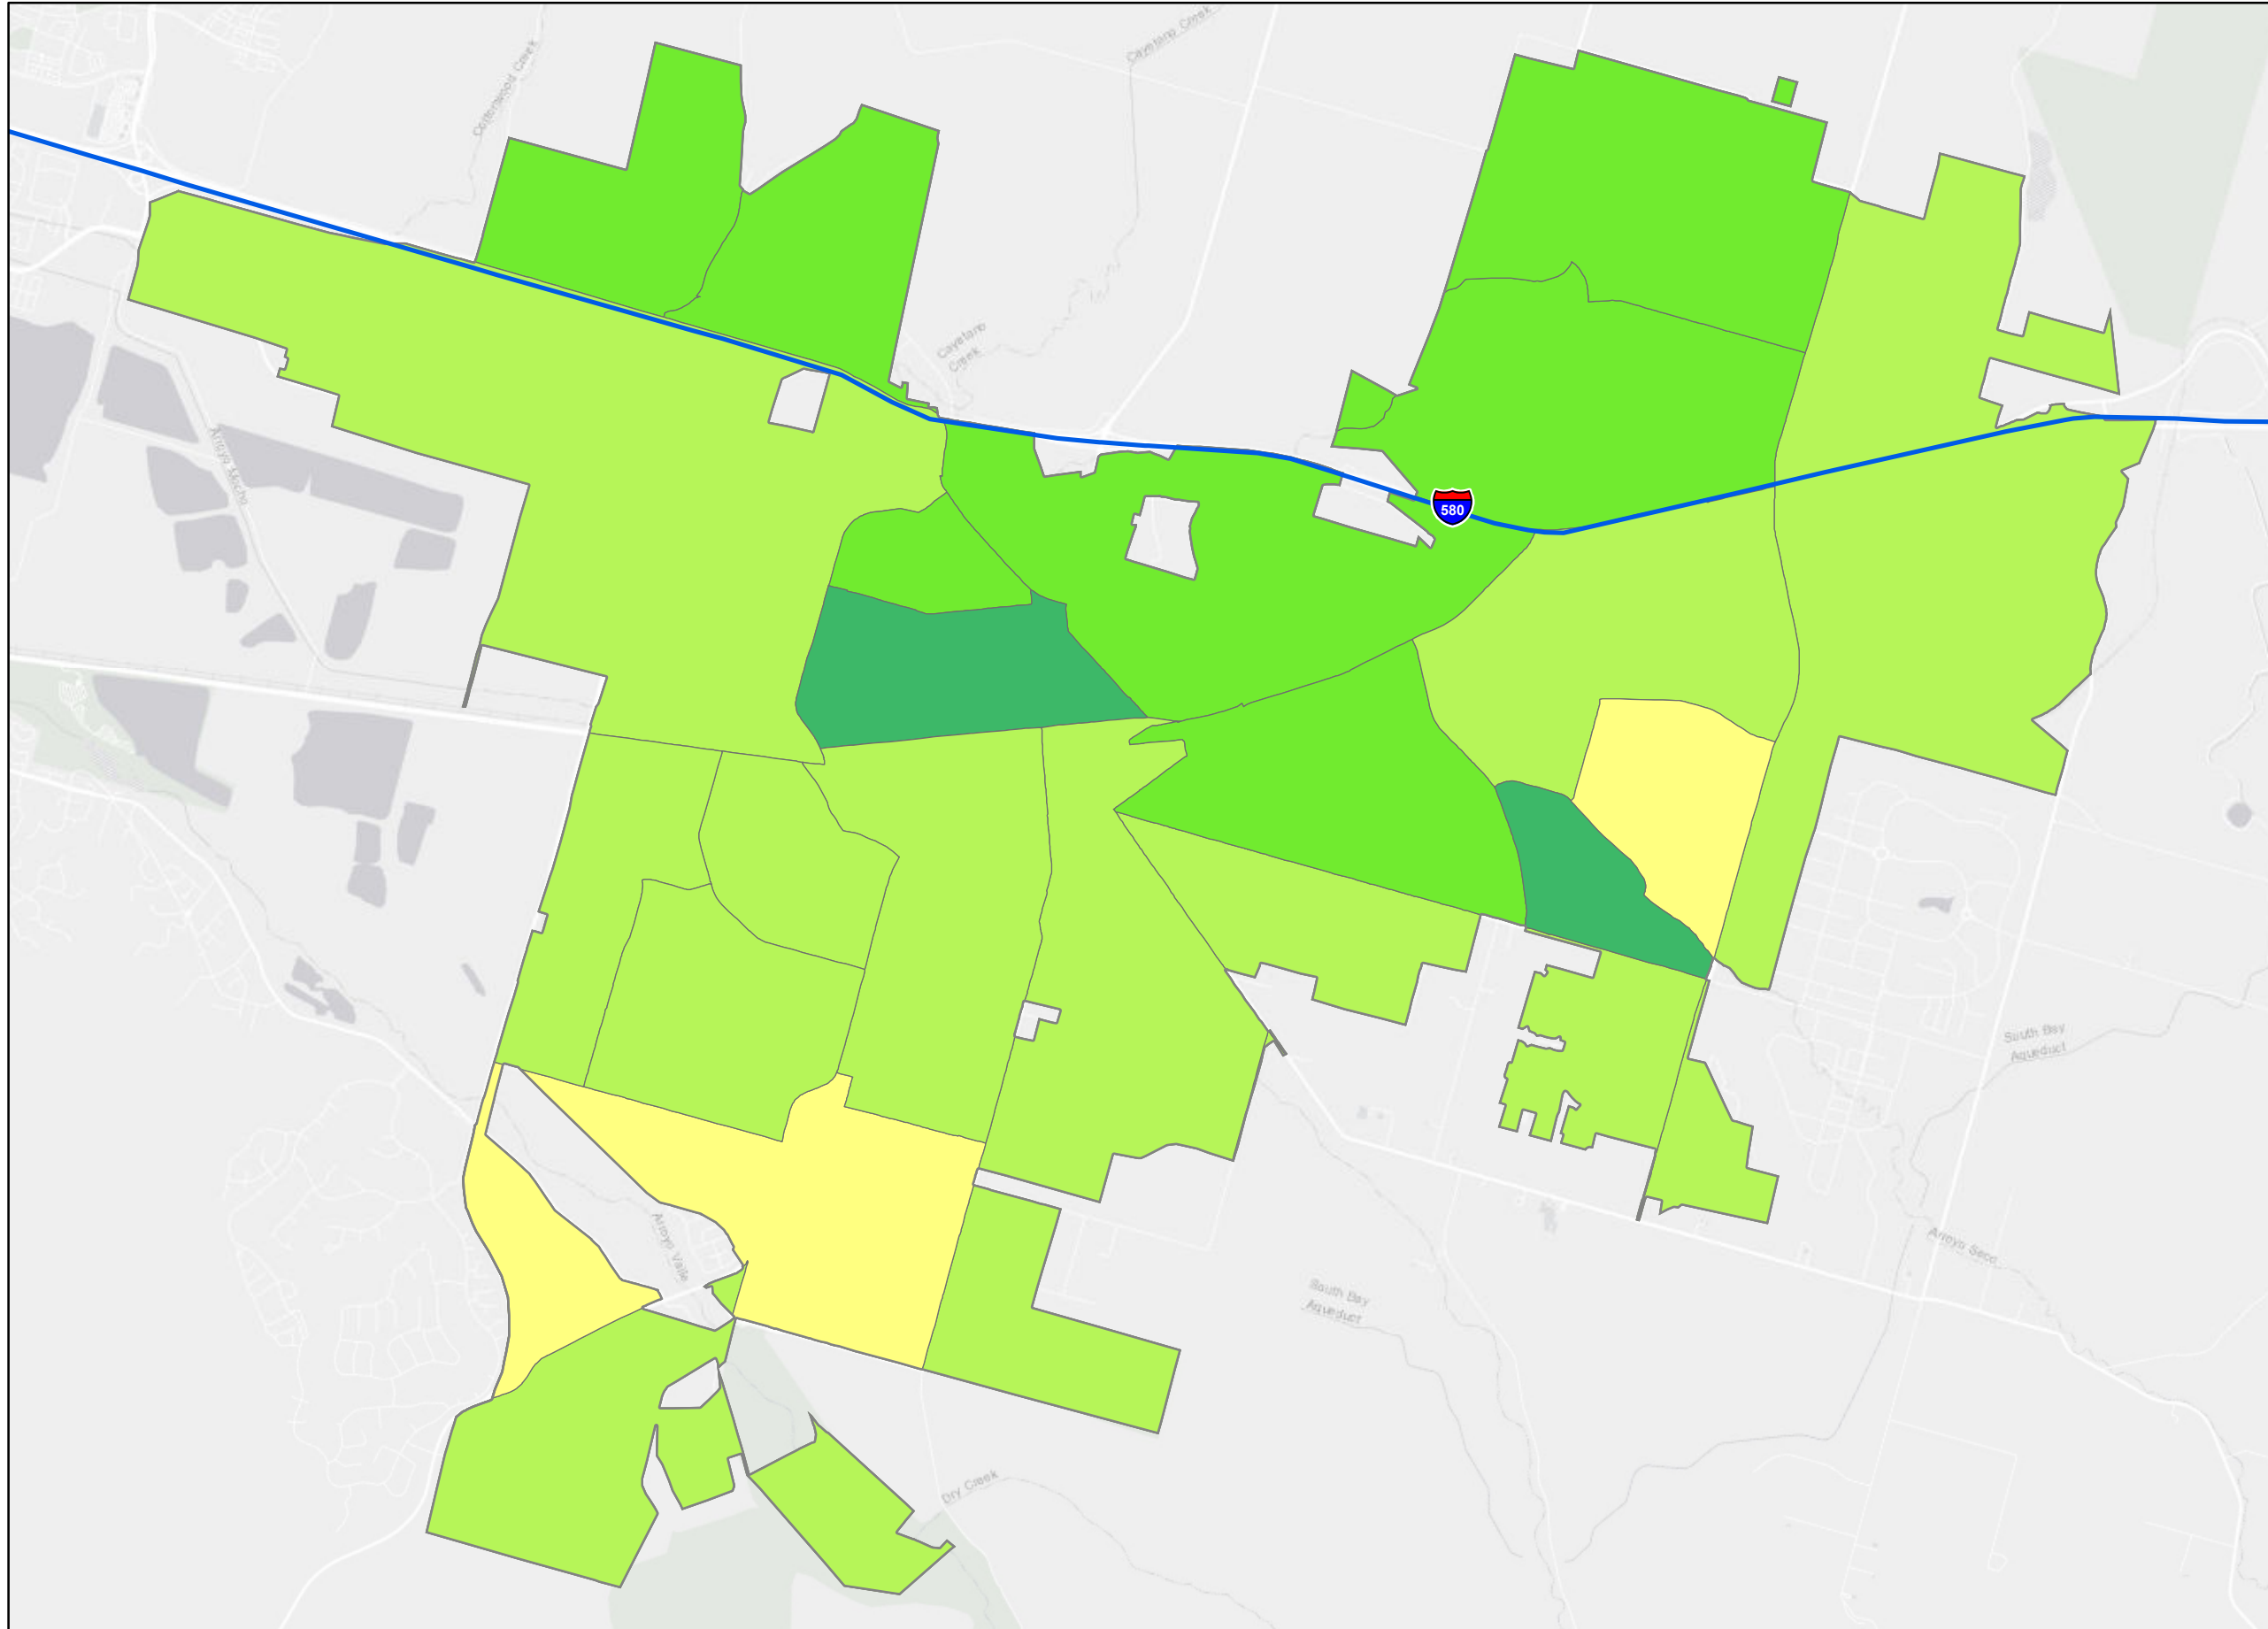 Cayetano Creek
Cottonwood Creek
Cayetano
Creek
Arroyo Mocho
580
South Bay
Aqueduct
Arroyo Valle
Arroyo Seco
South Bay
Aqueduct
Dry Creek